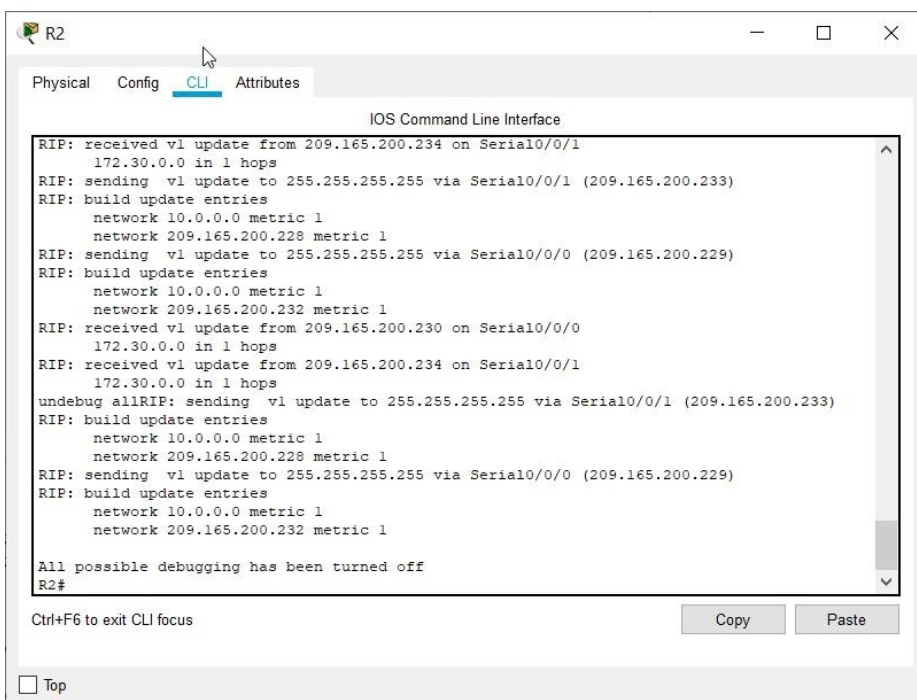 R2
Physical Config CLI Attributes
IOS Command Line Interface
RIP: received v1 update from 209.165.200.234 on Serial0/0/1
172.30.0.0 in 1 hops
RIP: sending  v1 update to 255.255.255.255 via Serial0/0/1 (209.165.200.233)
RIP: build update entries
network 10.0.0.0 metric 1
network 209.165.200.228 metric 1
RIP: sending  v1 update to 255.255.255.255 via Serial0/0/0 (209.165.200.229)
RIP: build update entries
network 10.0.0.0 metric 1
network 209.165.200.232 metric 1
RIP: received v1 update from 209.165.200.230 on Serial0/0/0
172.30.0.0 in 1 hops
RIP: received v1 update from 209.165.200.234 on Serial0/0/1
172.30.0.0 in 1 hops
undebug allRIP: sending  v1 update to 255.255.255.255 via Serial0/0/1 (209.165.200.233)
RIP: build update entries
network 10.0.0.0 metric 1
network 209.165.200.228 metric 1
RIP: sending  v1 update to 255.255.255.255 via Serial0/0/0 (209.165.200.229)
RIP: build update entries
network 10.0.0.0 metric 1
network 209.165.200.232 metric 1
All possible debugging has been turned off
R2#
Ctrl+F6 to exit CLI focus
Copy Paste
Top